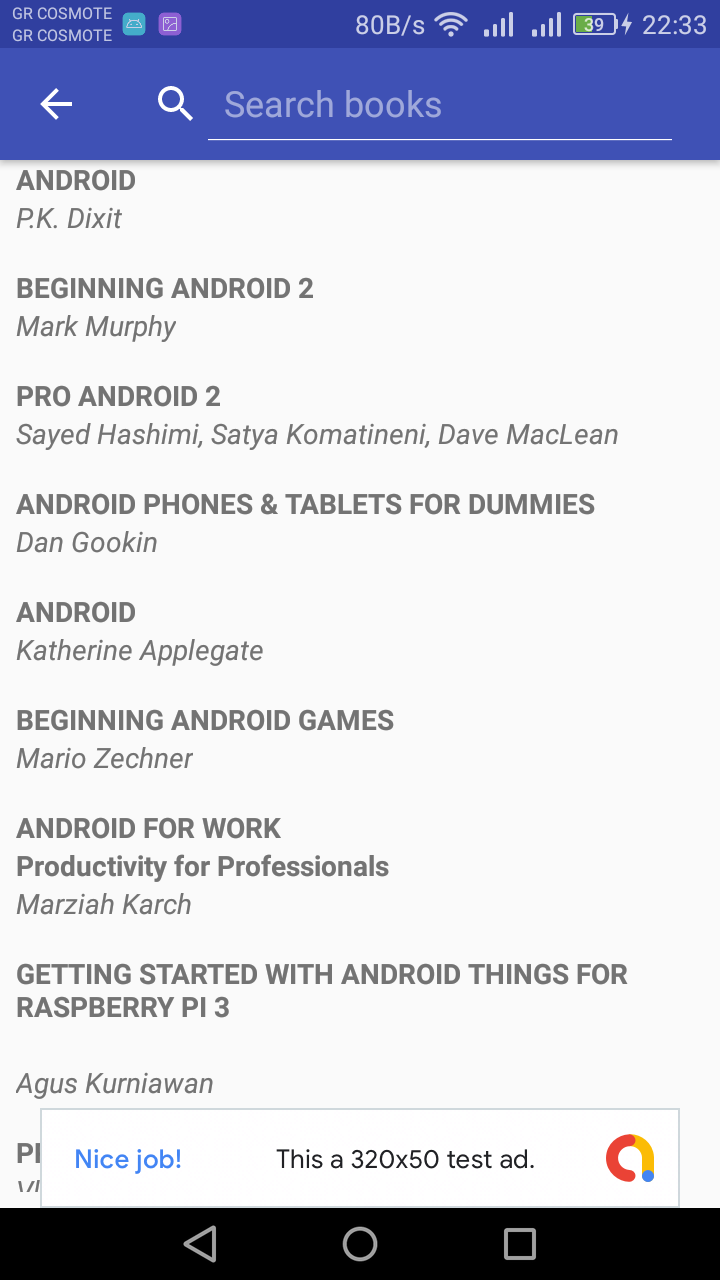 GR COSMOTE
GR COSMOTE
80B/s
39
22:33
Search books
ANDROID
P.K. Dixit
BEGINNING ANDROID 2
Mark Murphy
PRO ANDROID 2
Sayed Hashimi, Satya Komatineni, Dave MacLean
ANDROID PHONES & TABLETS FOR DUMMIES
Dan Gookin
ANDROID
Katherine Applegate
BEGINNING ANDROID GAMES
Mario Zechner
ANDROID FOR WORK
Productivity for Professionals
Marziah Karch
GETTING STARTED WITH ANDROID THINGS FOR
RASPBERRY PI 3
Agus Kurniawan
Nice job!
This a 320x50 test ad.